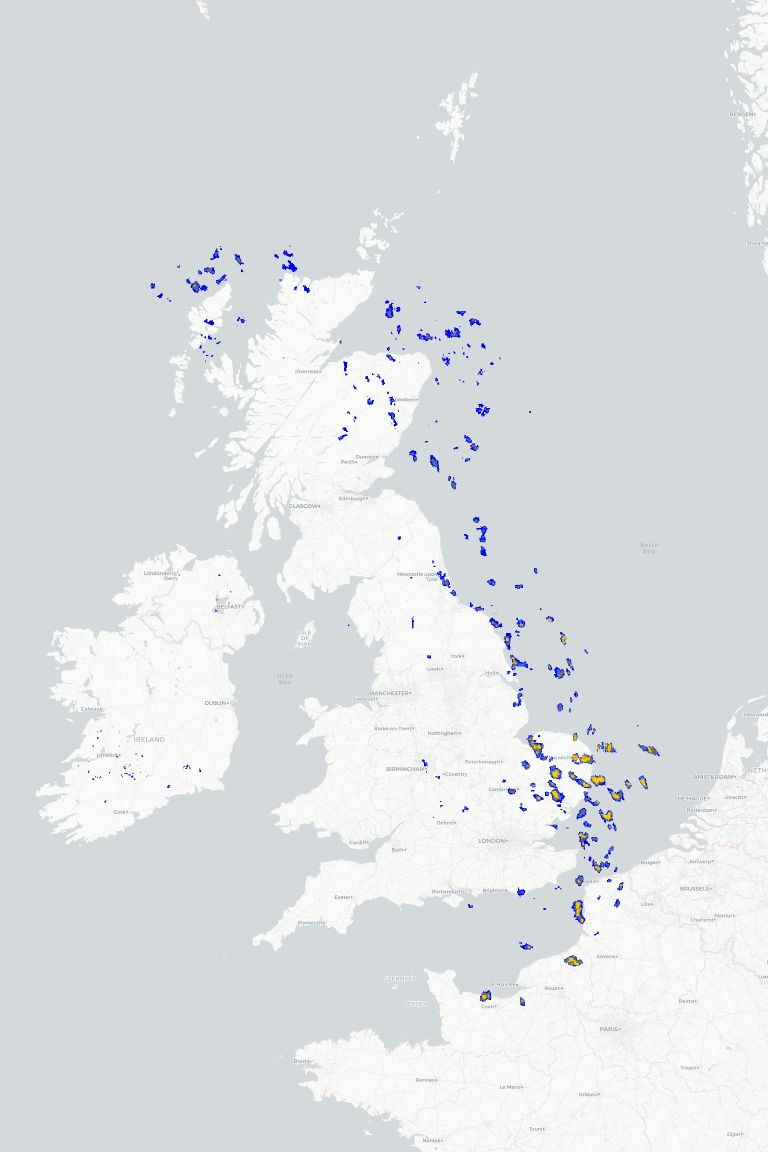 BERGEN
Stavanger
Inverness
Aberdeen
Dundee
Perth
Edinburgh
GLASGOW
North
Sea
Londonderry/
Derry
Newcastle upon
Tyne
BELFAST
ISLE
OF
MAN
York
Leeds
Hull
Irish
Sea
MANCHESTER
Liverpool
DUBLIN
Galway
Leeuward
Stoke-on-Trent
Nottingham
IRELAND
Limerick
Norwich
Peterborough
BIRMINGHAM
Coventry
AMSTERDAM
NETH
Cambri
THE HAGUE
Utrecht
Rotterdam
Cork
Oxford
LONDON
Cardiff
Bath
Bruges
Antwerp
Calais
BRUSSELS
Exeter
Portsmouth
Brighton
Lille
Plymouth
Charleroi
Namur
Amiens
GUERNSEY
LE HAVRE
Rouen
Reims
JERSEY
Caen
PARIS
Brest
Troyes
Rennes
Le Mans
Orléans
Tours
Nantes
Dijon